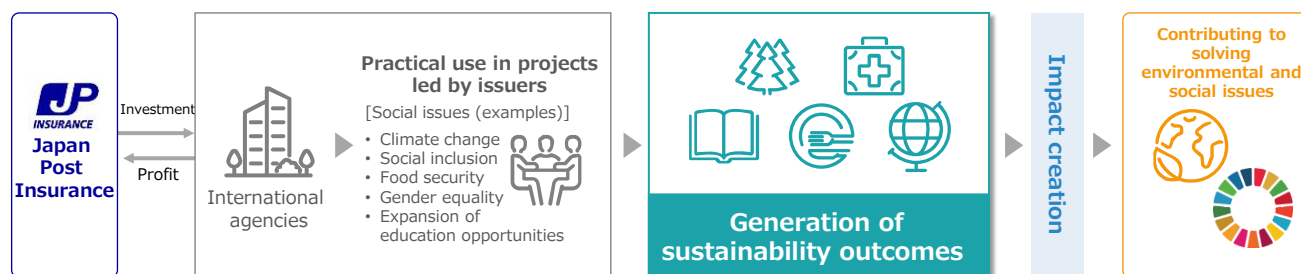 JP
INSURANCE
Japan
Post
Insurance
Investment
Profit
International
agencies
Practical use in projects
led by issuers
[Social issues (examples)]
• Climate change
• Social inclusion
• Food security
• Gender equality
• Expansion of
education opportunities
Generation of
sustainability outcomes
Impact creation
Contributing to
solving
environmental and
social issues